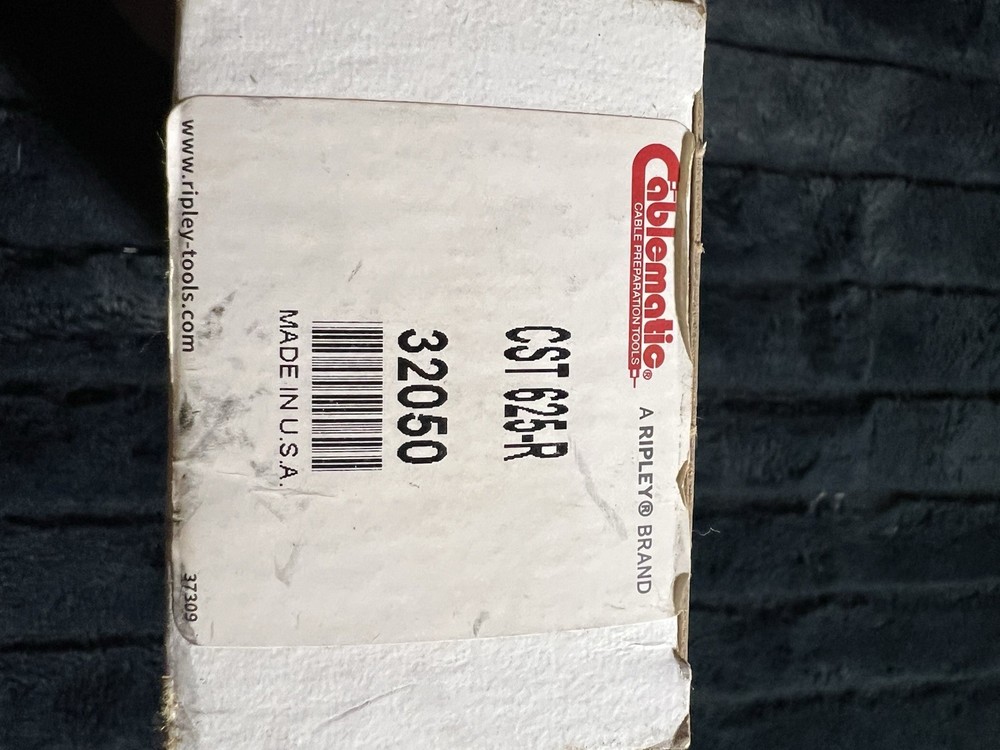 Cablematic® A RIPLEY® BRAND
CABLE PREPARATION TOOLS
CST 625-R
32050
MADE IN U.S.A.
www.ripley-tools.com 37309